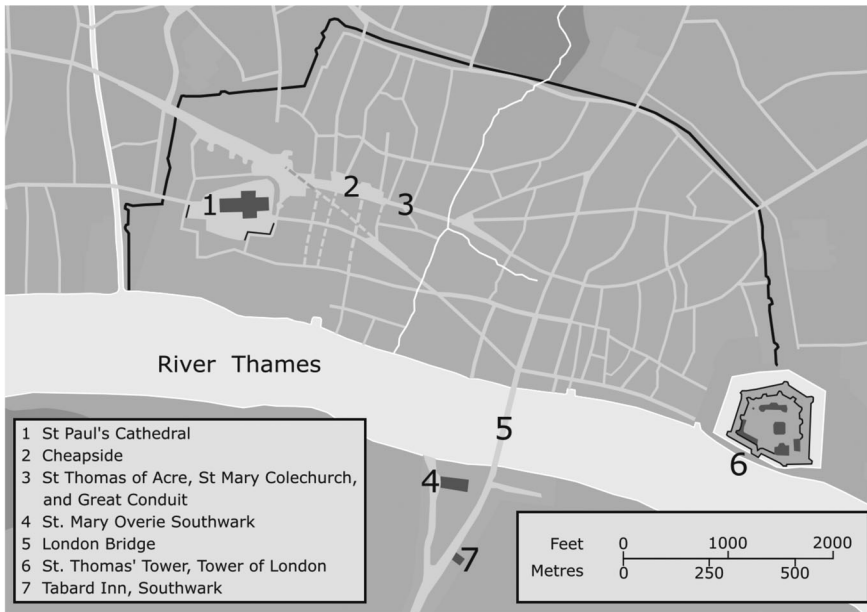 2
1
3
River Thames
5
4
6
7
1 St Paul's Cathedral
2 Cheapside
3 St Thomas of Acre, St Mary Colechurch,
and Great Conduit
4 St. Mary Overie Southwark
5 London Bridge
6 St. Thomas' Tower, Tower of London
7 Tabard Inn, Southwark
Feet 0 1000 2000
Metres 0 250 500